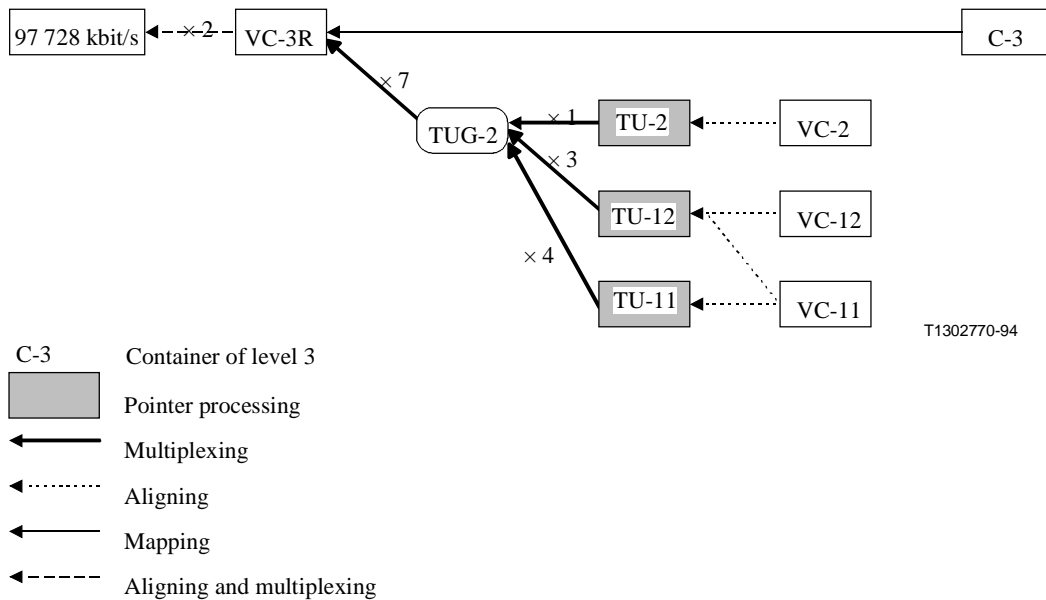 97 728 kbit/s
× 2
VC-3R
C-3
× 7
TUG-2
× 1
TU-2
VC-2
× 3
TU-12
VC-12
× 4
TU-11
VC-11
T1302770-94
C-3 Container of level 3
Pointer processing
Multiplexing
Aligning
Mapping
Aligning and multiplexing